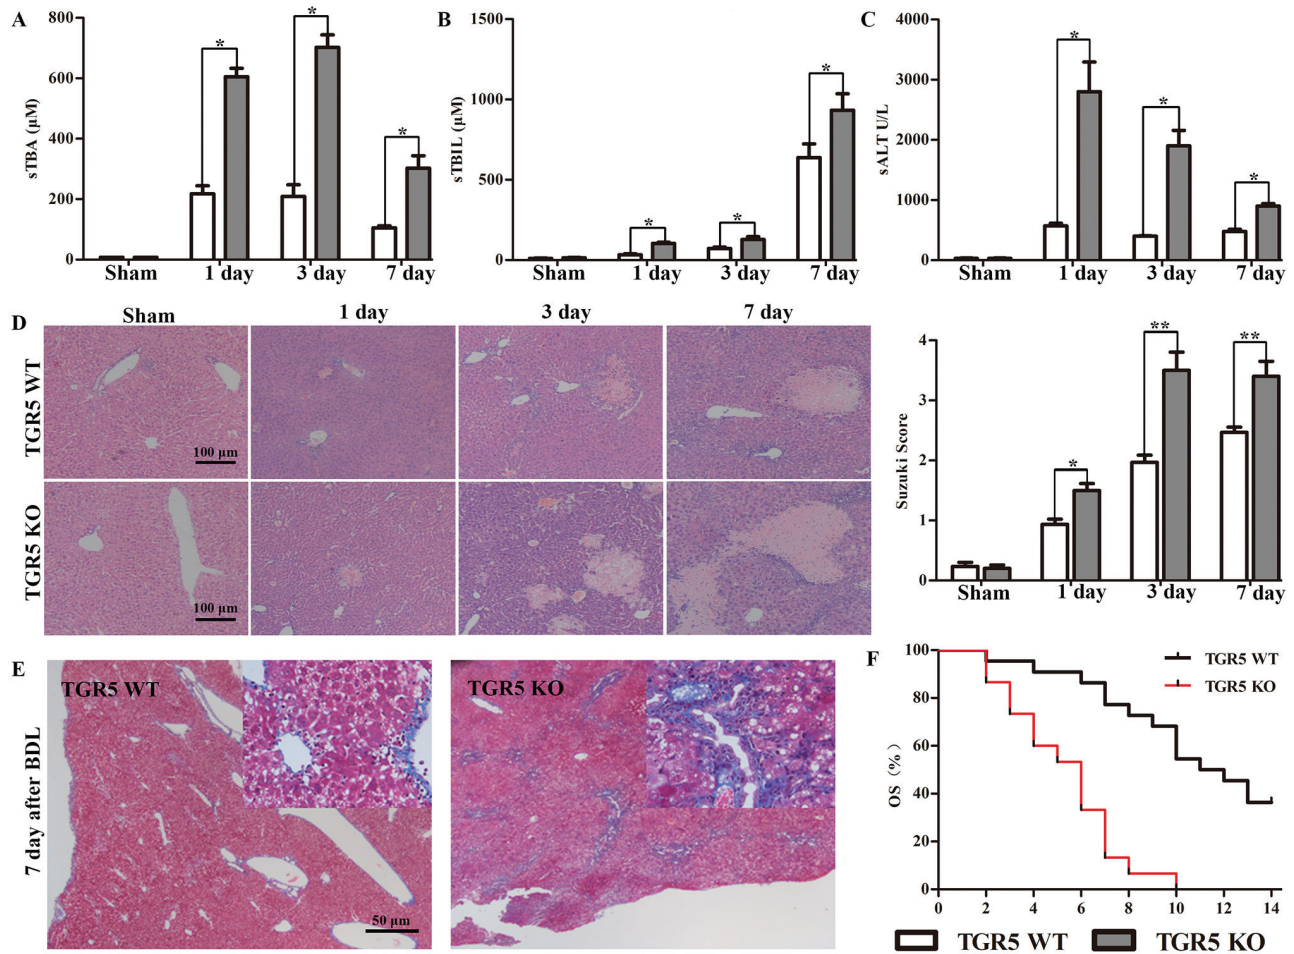 A
sTBA (µM)
800
600
400
200
0
*
*
*
Sham 1 day 3 day 7 day
B
sTBIL (µM)
1500
1000
500
0
*
*
*
Sham 1 day 3 day 7 day
C
sALT U/L
4000
3000
2000
1000
0
*
*
*
Sham 1 day 3 day 7 day
D
Sham 1 day 3 day 7 day
TGR5 WT
100 µm
TGR5 KO
100 µm
Suzuki Score
4
3
2
1
0
*
**
**
Sham 1 day 3 day 7 day
E
7 day after BDL
TGR5 WT
50 µm
TGR5 KO
F
OS (%)
100
80
60
40
20
0
TGR5 WT
TGR5 KO
0 2 4 6 8 10 12 14
TGR5 WT TGR5 KO